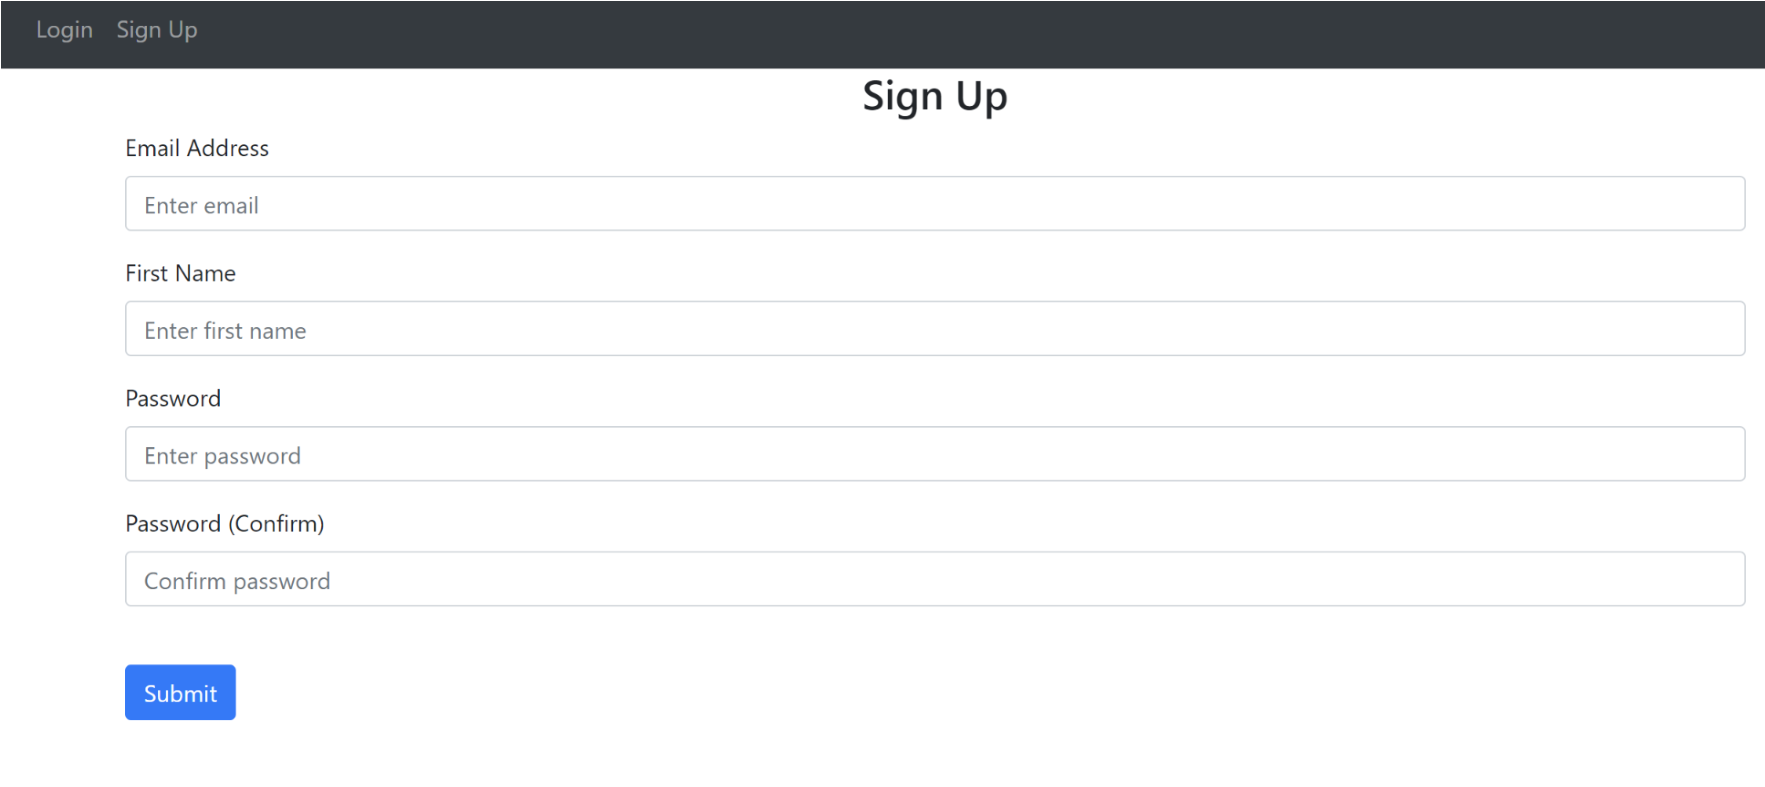 Login Sign Up
Sign Up
Email Address
Enter email
First Name
Enter first name
Password
Enter password
Password (Confirm)
Confirm password
Submit